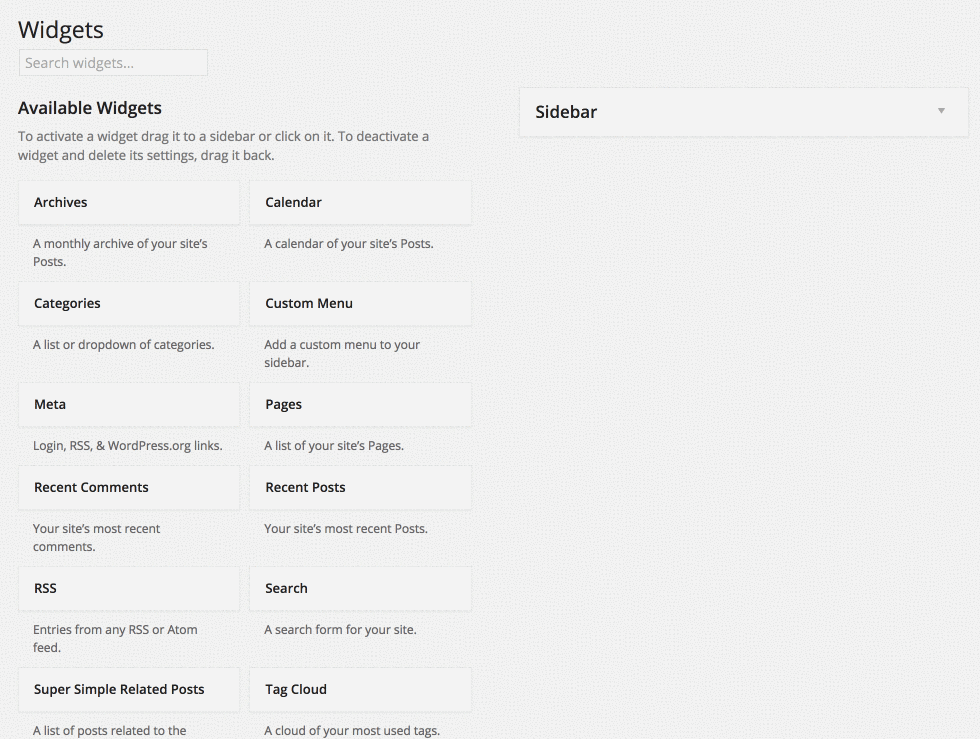 Widgets
Search widgets...
Available Widgets
To activate a widget drag it to a sidebar or click on it. To deactivate a
widget and delete its settings, drag it back.
Sidebar
Archives
A monthly archive of your site’s
Posts.
Calendar
A calendar of your site’s Posts.
Categories
A list or dropdown of categories.
Custom Menu
Add a custom menu to your
sidebar.
Meta
Login, RSS, & WordPress.org links.
Pages
A list of your site’s Pages.
Recent Comments
Your site’s most recent
comments.
Recent Posts
Your site’s most recent Posts.
RSS
Entries from any RSS or Atom
feed.
Search
A search form for your site.
Super Simple Related Posts
A list of posts related to the
Tag Cloud
A cloud of your most used tags.